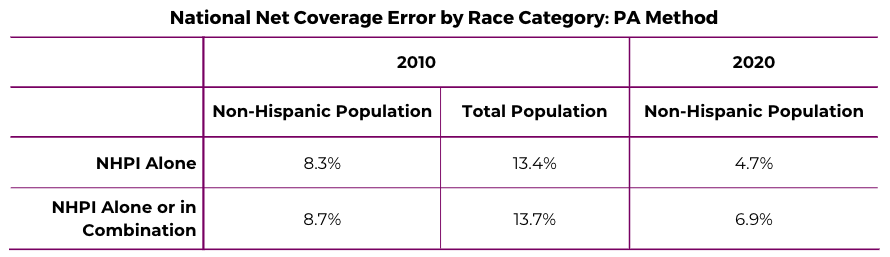 National Net Coverage Error by Race Category: PA Method
2010 2020
Non-Hispanic Population Total Population Non-Hispanic Population
NHPI Alone 8.3% 13.4% 4.7%
NHPI Alone or in
Combination 8.7% 13.7% 6.9%